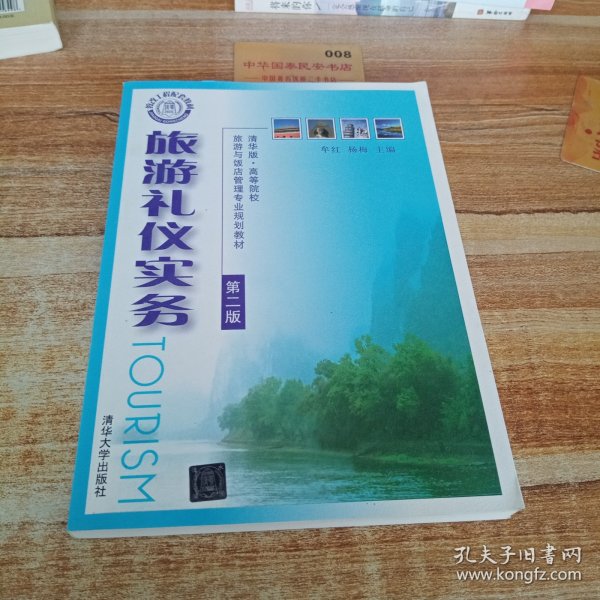 008
中华国泰民安书店
旅游礼仪实务
TOURISM
第二版
清华版·高等院校
旅游与饭店管理专业规划教材
牟红 杨梅 主编
清华大学出版社
孔夫子旧书网
www.kongfz.com